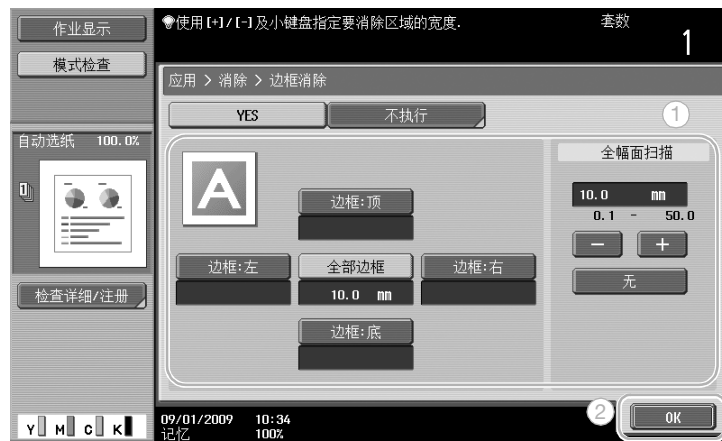 作业显示
模式检查
使用[+]/[-]及小键盘指定要消除区域的宽度.
套数
1
应用 > 消除 > 边框消除
YES
不执行
1
自动选纸 100.0%
A
边框:顶
边框:左
全部边框
边框:右
10.0 mm
边框:底
全幅面扫描
10.0 mm
0.1 - 50.0
- +
无
检查详细/注册
2
OK
Y M C K
09/01/2009 10:34
记忆 100%